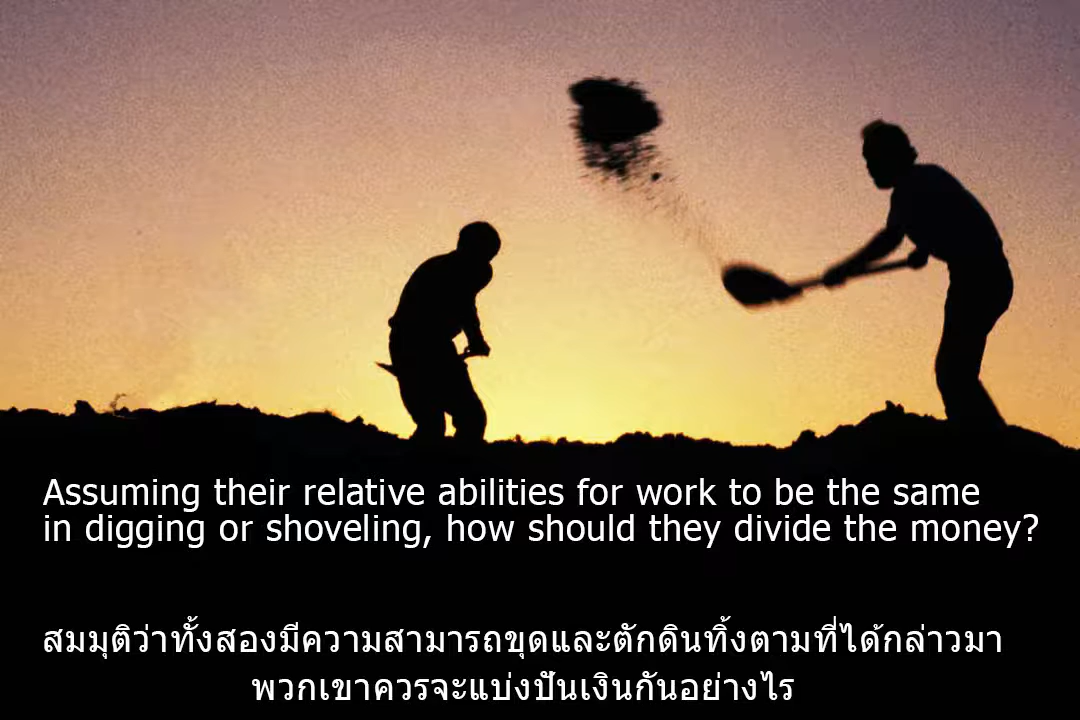 Assuming their relative abilities for work to be the same
in digging or shoveling, how should they divide the money?
สมมุติว่าทั้งสองมีความสามารถขุดและตักดินทิ้งตามที่ได้กล่าวมา
พวกเขาควรจะแบ่งปันเงินกันอย่างไร